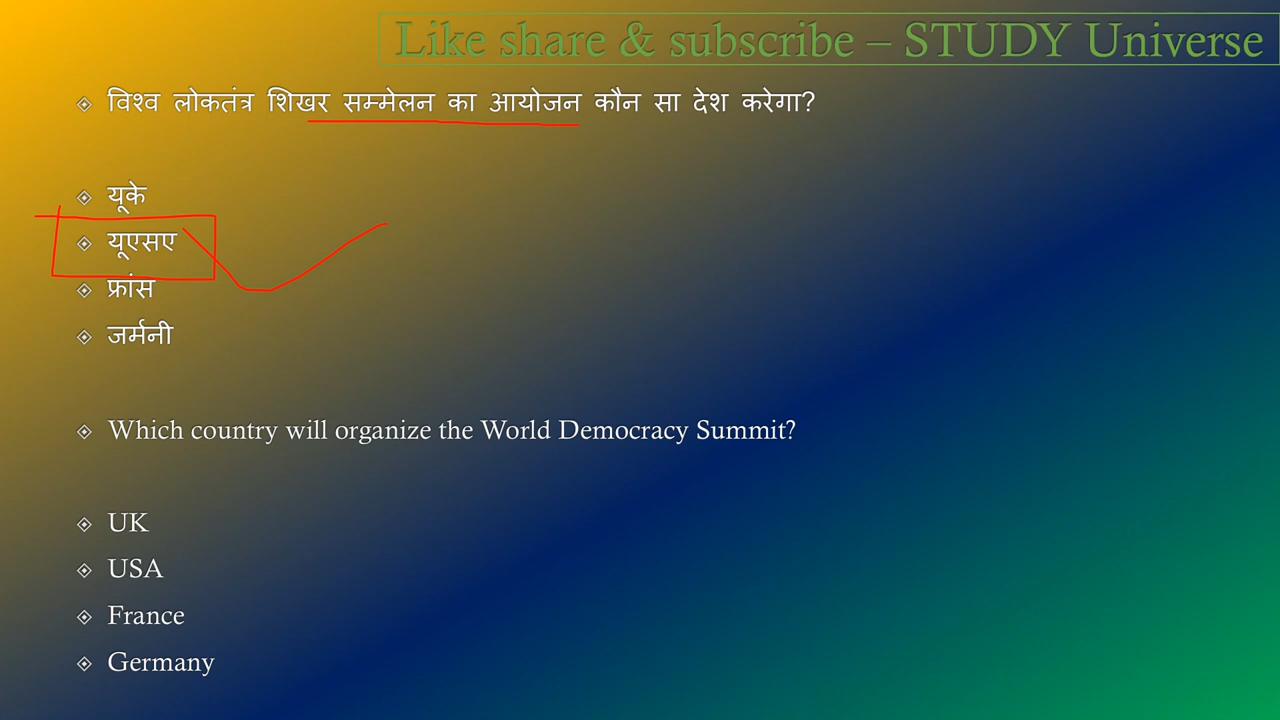 Like share & subscribe – STUDY Universe
विश्व लोकतंत्र शिखर सम्मेलन का आयोजन कौन सा देश करेगा?
यूके
यूएसए
फ्रांस
जर्मनी
Which country will organize the World Democracy Summit?
UK
USA
France
Germany